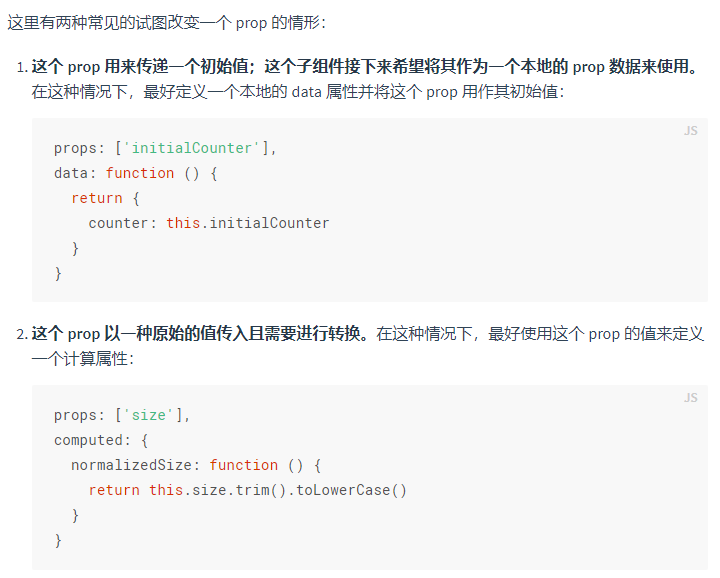 这里有两种常见的试图改变一个 prop 的情形：
1. 这个 prop 用来传递一个初始值；这个子组件接下来希望将其作为一个本地的 prop 数据来使用。
在这种情况下，最好定义一个本地的 data 属性并将这个 prop 用作其初始值：
JS
props: ['initialCounter'],
data: function () {
  return {
    counter: this.initialCounter
  }
}
2. 这个 prop 以一种原始的值传入且需要进行转换。在这种情况下，最好使用这个 prop 的值来定义
一个计算属性：
JS
props: ['size'],
computed: {
  normalizedSize: function () {
    return this.size.trim().toLowerCase()
  }
}